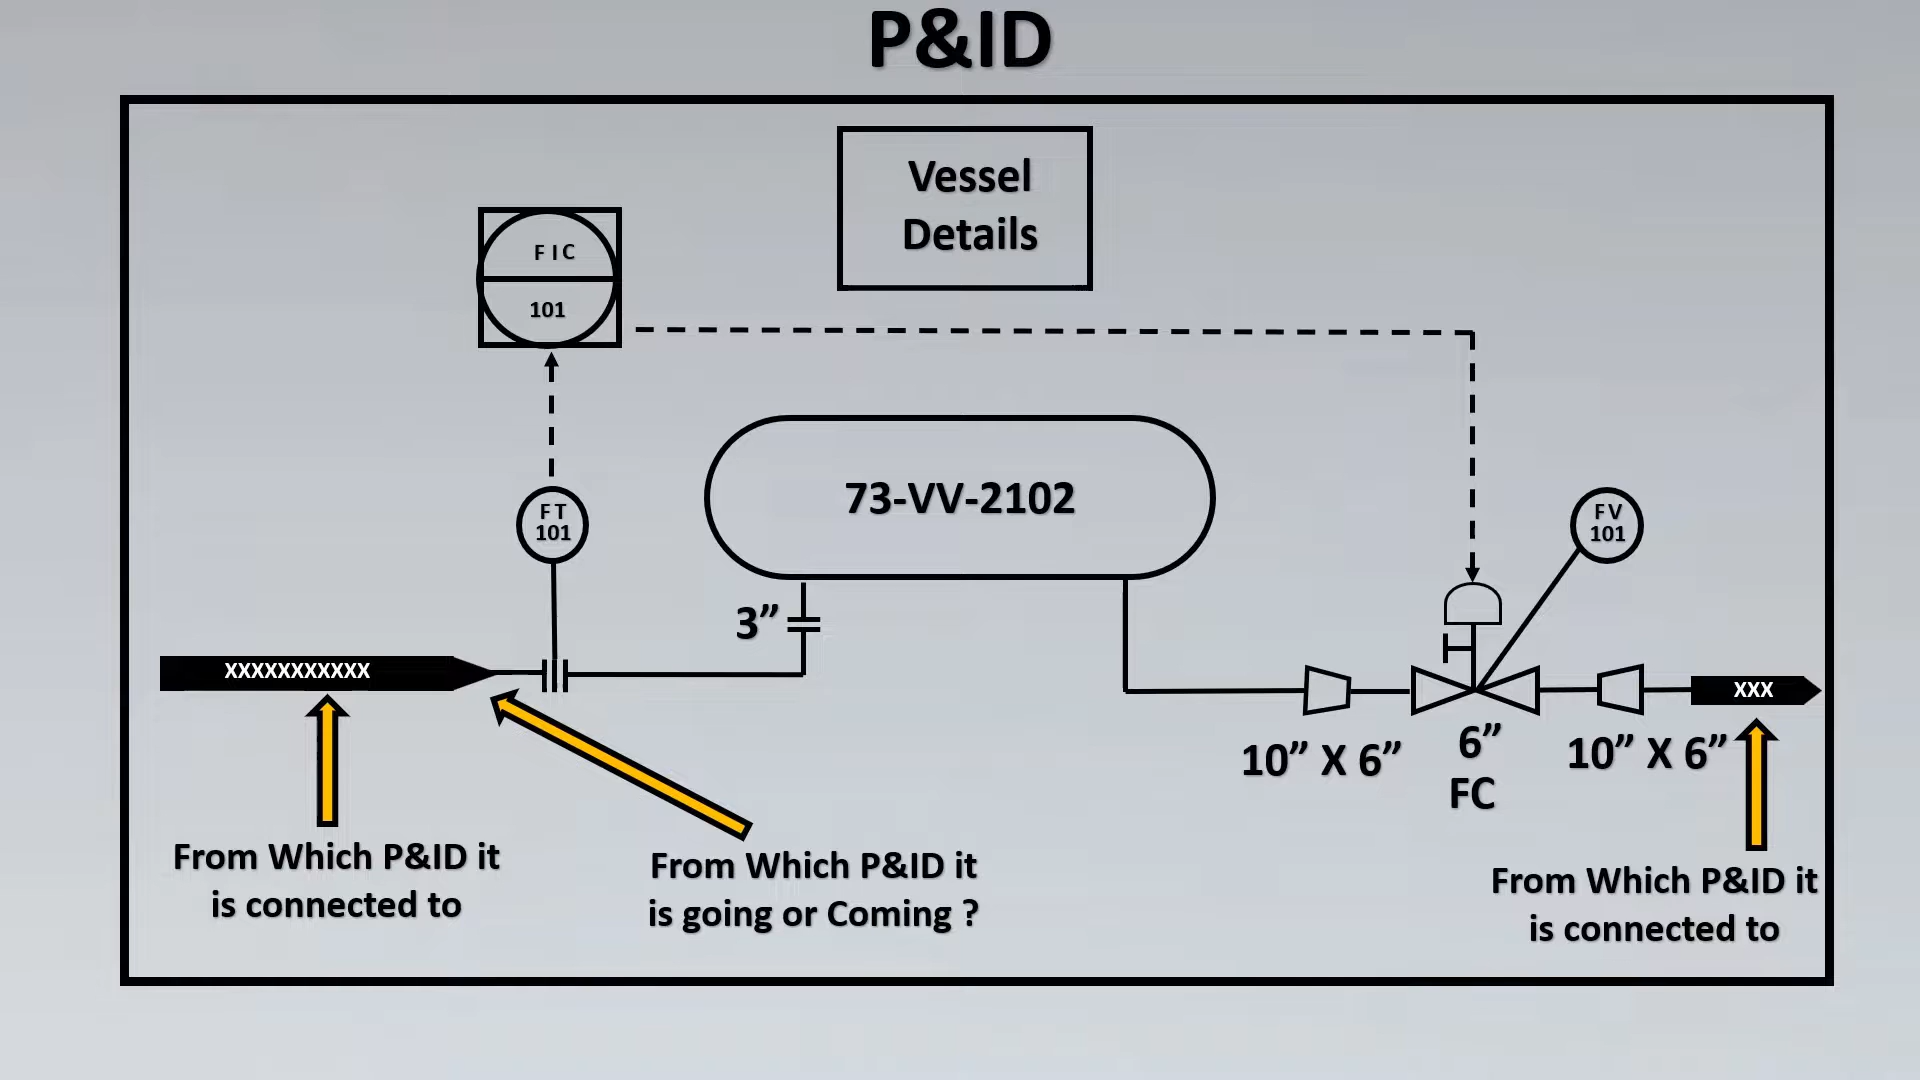 P&ID
Vessel
Details
F I C
101
F T
101
73-VV-2102
F V
101
3”
XXXXXXXXXXX
XXX
10” X 6”
6”
FC
10” X 6”
From Which P&ID it
is connected to
From Which P&ID it
is going or Coming ?
From Which P&ID it
is connected to